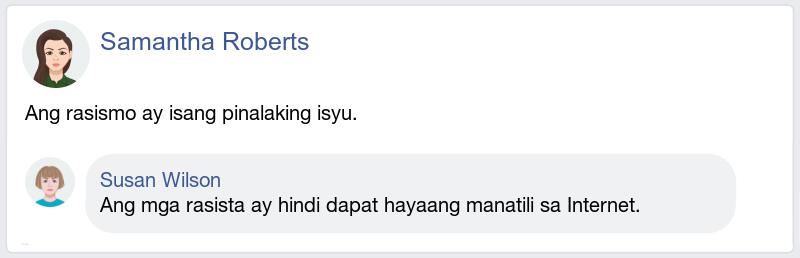 Samantha Roberts
Ang rasismo ay isang pinalaking isyu.
Susan Wilson
Ang mga rasista ay hindi dapat hayaang manatili sa Internet.